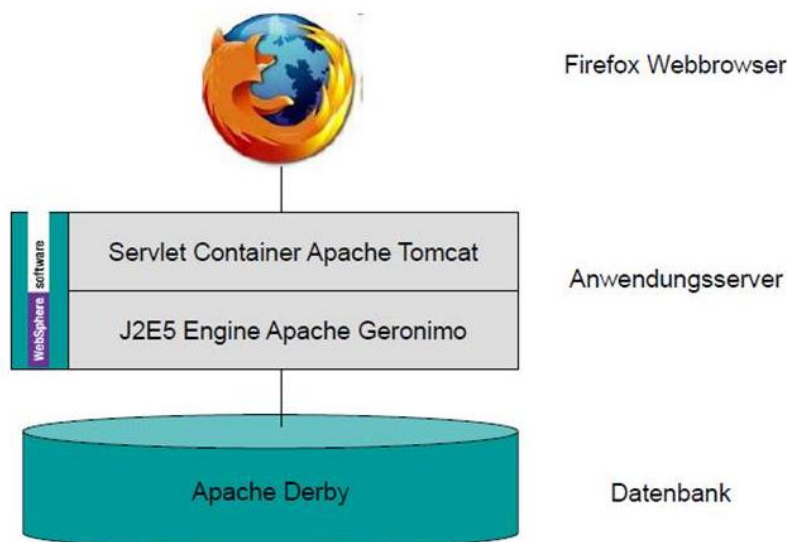 Firefox Webbrowser
WebSphere software
Servlet Container Apache Tomcat
J2E5 Engine Apache Geronimo
Anwendungsserver
Apache Derby
Datenbank